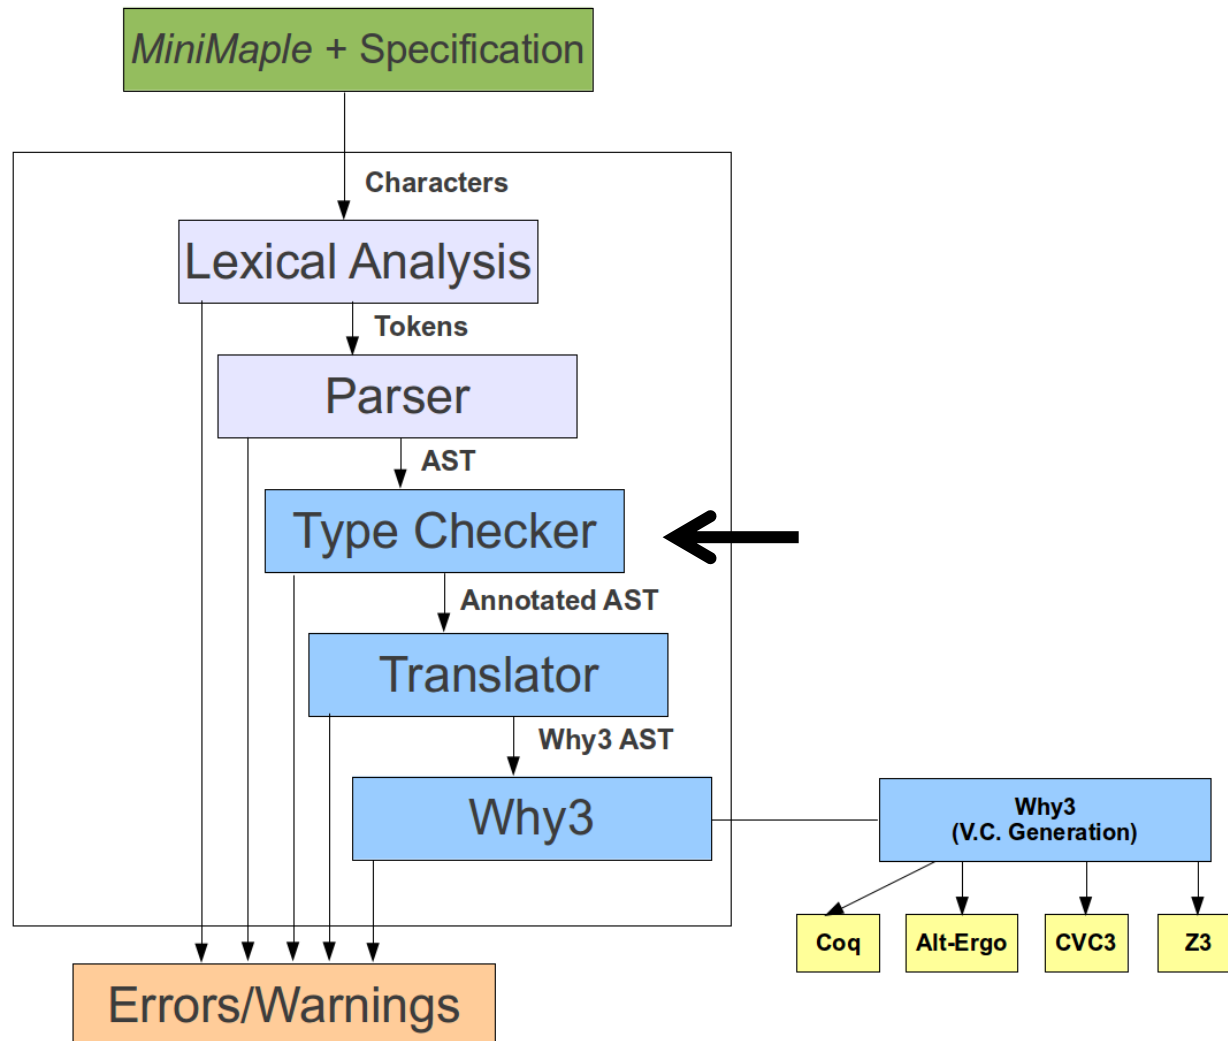 MiniMaple + Specification
Characters
Lexical Analysis
Tokens
Parser
AST
Type Checker
Annotated AST
Translator
Why3 AST
Why3
Why3
(V.C. Generation)
Coq
Alt-Ergo
CVC3
Z3
Errors/Warnings